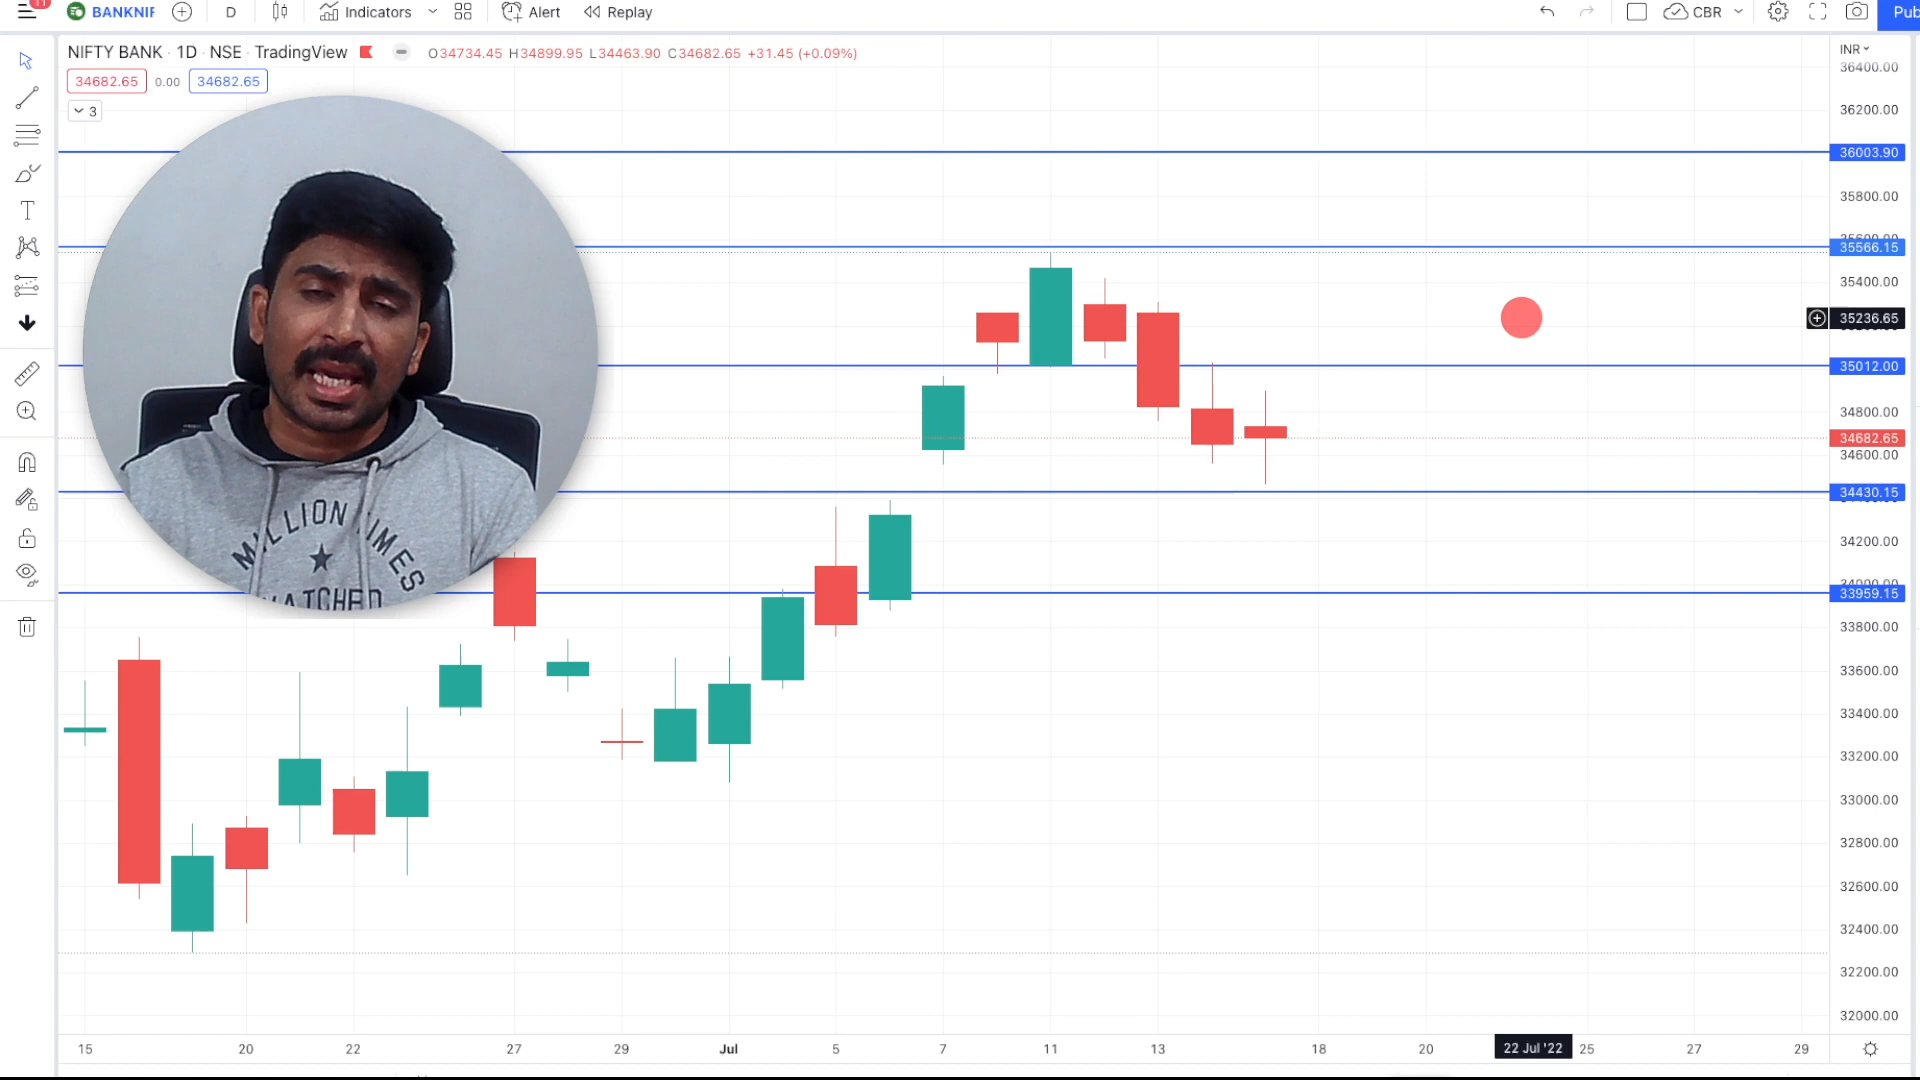 11
BANKNIF
D
Indicators
Alert
Replay
CBR
Pub
NIFTY BANK · 1D · NSE · TradingView
O34734.45 H34899.95 L34463.90 C34682.65 +31.45 (+0.09%)
34682.65 0.00 34682.65
3
INR
36400.00
36200.00
36003.90
35800.00
35566.15
35400.00
35236.65
35012.00
34800.00
34682.65
34600.00
34430.15
34200.00
33959.15
33800.00
33600.00
33400.00
33200.00
33000.00
32800.00
32600.00
32400.00
32200.00
32000.00
MILLION TIMES
WATCHED
15 20 22 27 29 Jul 5 7 11 13 18 20 22 Jul '22 25 27 29